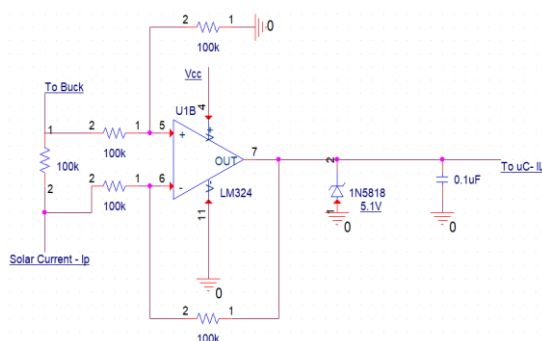 2 1 0
100k
Vcc
To Buck
U1B
4
1 2 1 5 + V+
100k 100k
OUT 7
2 2 1 6 - V-
100k
LM324
11
2
1N5818
5.1V
1
0.1uF
To uC- IL
0 0
Solar Current - Ip
0
2 1
100k